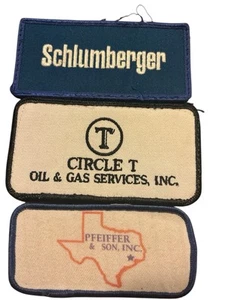 Schlumberger
T
CIRCLE T
OIL & GAS SERVICES, INC.
PFEIFFER
& SON, INC.